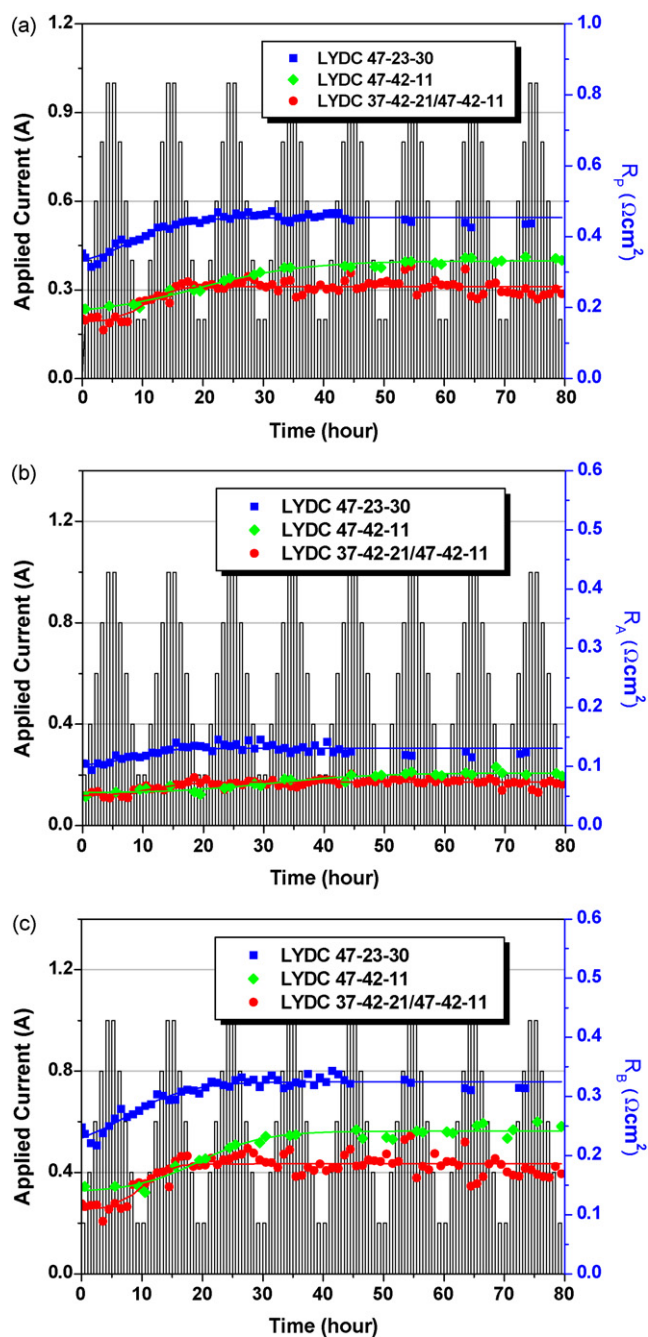 (a)
1.2
0.9
0.6
0.3
0.0
Applied Current (A)
LYDC 47-23-30
LYDC 47-42-11
LYDC 37-42-21/47-42-11
1.0
0.8
0.6
0.4
0.2
0.0
R_P (Ωcm²)
0 10 20 30 40 50 60 70 80
Time (hour)
(b)
1.2
0.8
0.4
0.0
Applied Current (A)
LYDC 47-23-30
LYDC 47-42-11
LYDC 37-42-21/47-42-11
0.6
0.5
0.4
0.3
0.2
0.1
0.0
R_A (Ωcm²)
0 10 20 30 40 50 60 70 80
Time (hour)
(c)
1.2
0.8
0.4
0.0
Applied Current (A)
LYDC 47-23-30
LYDC 47-42-11
LYDC 37-42-21/47-42-11
0.6
0.5
0.4
0.3
0.2
0.1
0.0
R_B (Ωcm²)
0 10 20 30 40 50 60 70 80
Time (hour)